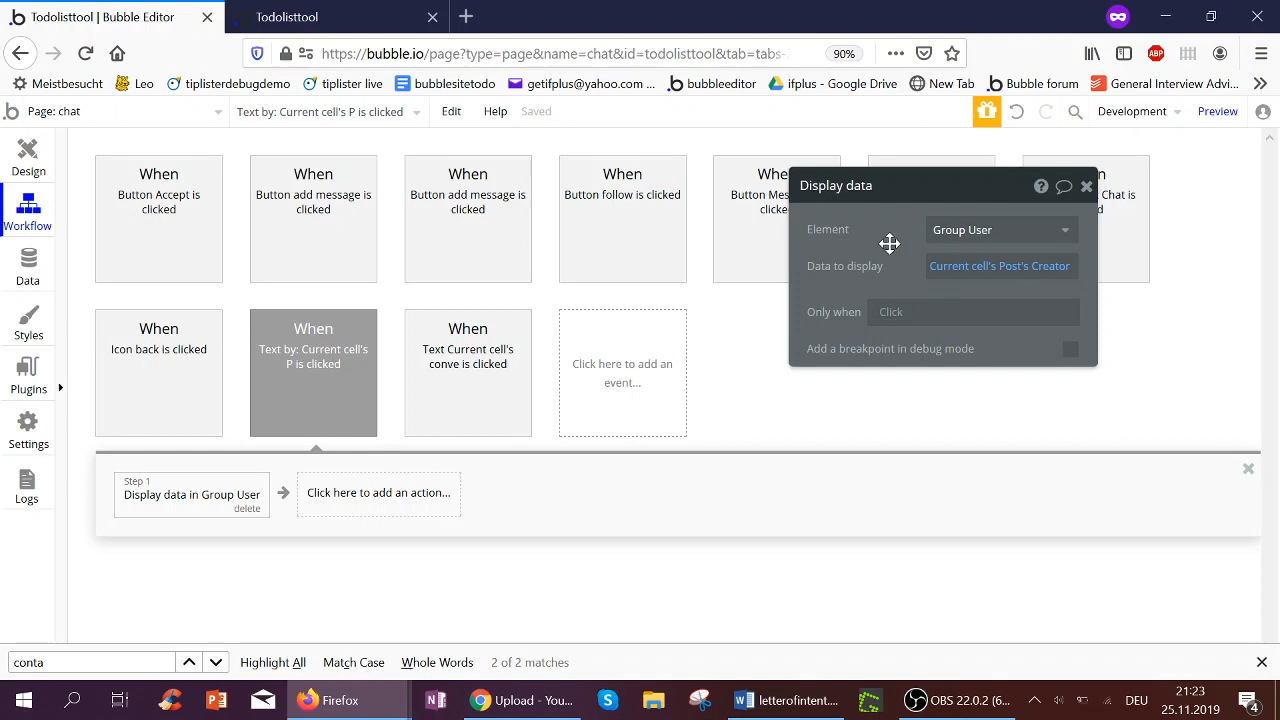 Todolisttool | Bubble Editor
Todolisttool
https://bubble.io/page?type=page&name=chat&id=todolisttool&tab=tabs-
90%
Meistbesucht
Leo
tiplisterdebugdemo
tiplister live
bubblesitetodo
getifplus@yahoo.com ...
bubbleeditor
ifplus - Google Drive
New Tab
Bubble forum
General Interview Advi...
Page: chat
Text by: Current cell's P is clicked
Edit
Help
Saved
Development
Preview
Design
Workflow
Data
Styles
Plugins
Settings
Logs
When
Button Accept is
clicked
When
Button add message is
clicked
When
Button add message is
clicked
When
Button follow is clicked
When
Button Mes
clicke
n
Chat is
d
Display data
Element
Group User
Data to display
Current cell's Post's Creator
Only when
Click
Add a breakpoint in debug mode
When
Icon back is clicked
When
Text by: Current cell's
P is clicked
When
Text Current cell's
conve is clicked
Click here to add an
event...
Step 1
Display data in Group User
delete
Click here to add an action...
conta
Highlight All
Match Case
Whole Words
2 of 2 matches
Firefox
Upload - You...
letterofintent....
OBS 22.0.2 (6...
DEU
21:23
25.11.2019
4